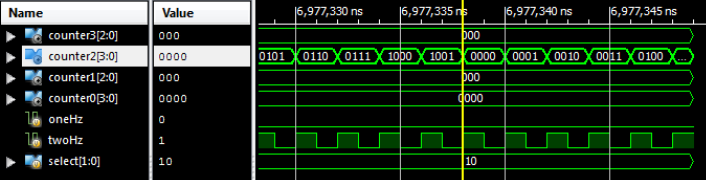 Name Value 6,977,330 ns 6,977,335 ns 6,977,340 ns 6,977,345 ns
counter3[2:0] 000 000
counter2[3:0] 0000 0101 0110 0111 1000 1001 0000 0001 0010 0011 0100 ...
counter1[2:0] 000 000
counter0[3:0] 0000 0000
oneHz 0
twoHz 1
select[1:0] 10 10